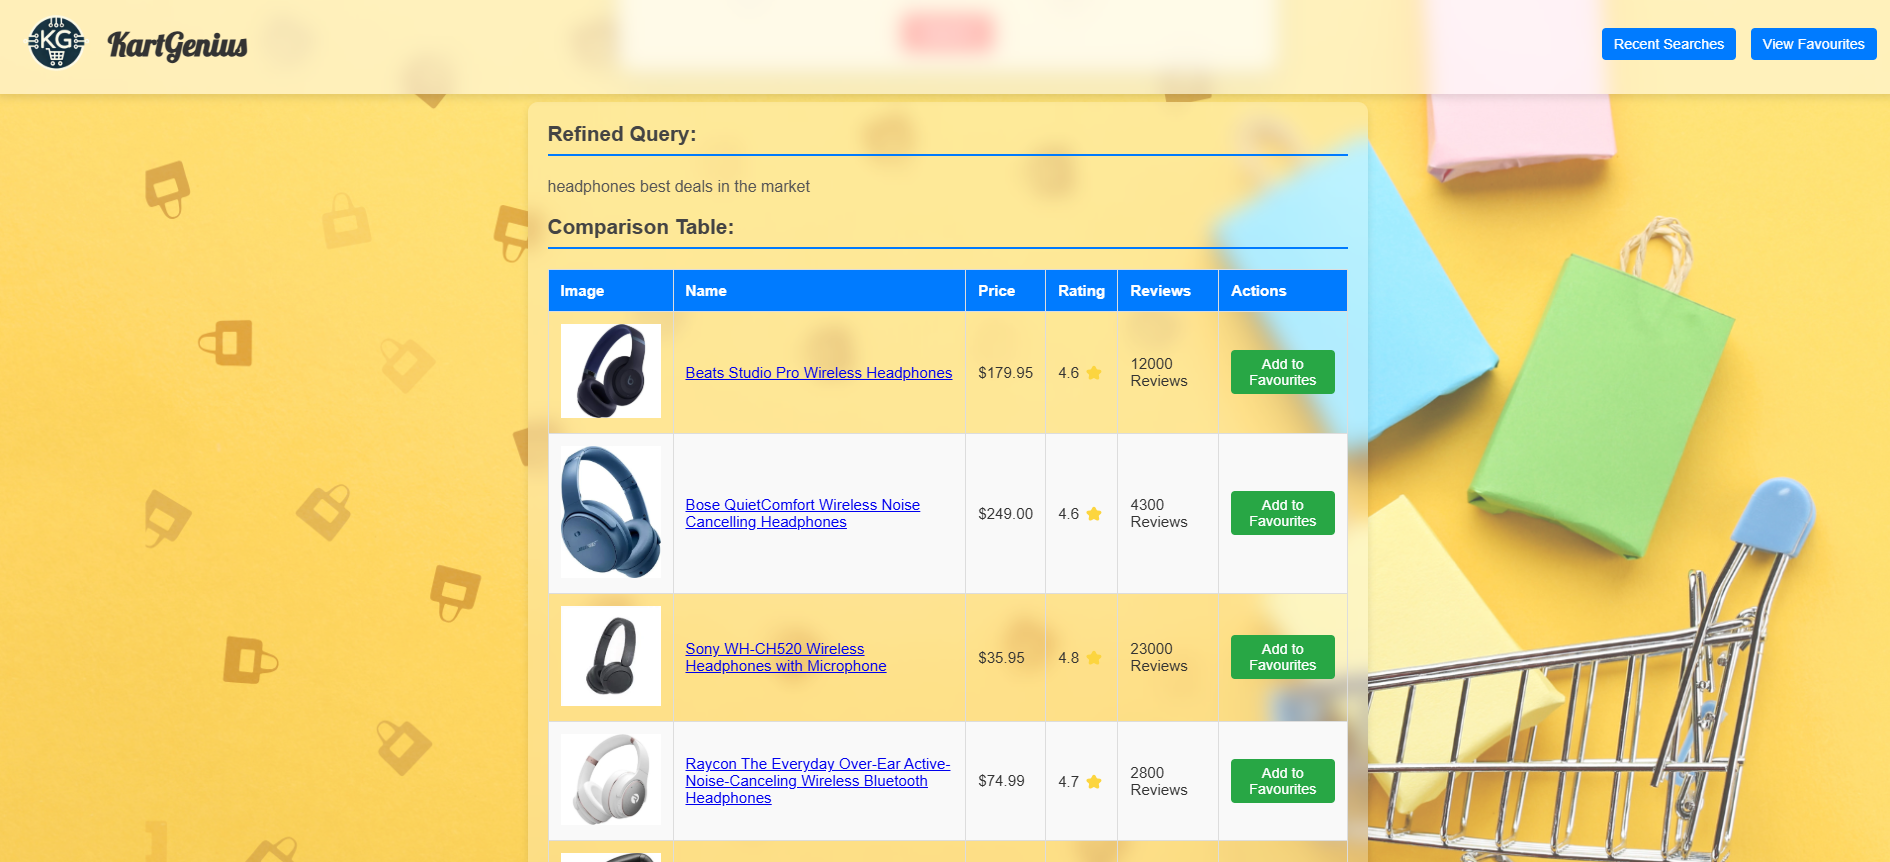 KG
KartGenius
Recent Searches
View Favourites
Refined Query:
headphones best deals in the market
Comparison Table:
Image Name Price Rating Reviews Actions
Beats Studio Pro Wireless Headphones
$179.95
4.6
12000
Reviews
Add to
Favourites
Bose QuietComfort Wireless Noise
Cancelling Headphones
$249.00
4.6
4300
Reviews
Add to
Favourites
Sony WH-CH520 Wireless
Headphones with Microphone
$35.95
4.8
23000
Reviews
Add to
Favourites
Raycon The Everyday Over-Ear Active-
Noise-Canceling Wireless Bluetooth
Headphones
$74.99
4.7
2800
Reviews
Add to
Favourites